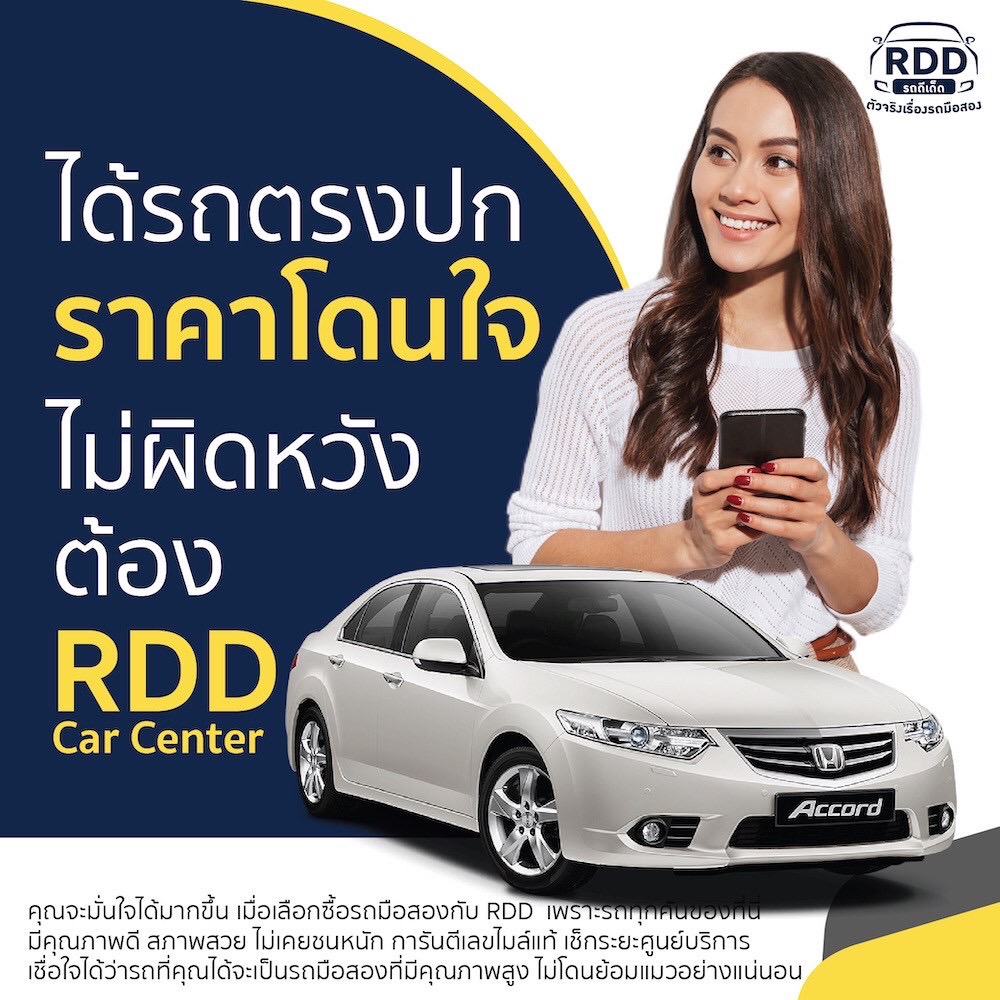 RDD
รถดีเด็ด
ตัวจริงเรื่องรถมือสอง
ได้รถตรงปก
ราคาโดนใจ
ไม่ผิดหวัง
ต้อง
RDD
Car Center
Accord
คุณจะมั่นใจได้มากขึ้น เมื่อเลือกซื้อรถมือสองกับ RDD เพราะรถทุกคันของที่นี่
มีคุณภาพดี สภาพสวย ไม่เคยชนหนัก การันตีเลขไมล์แท้ เช็กระยะศูนย์บริการ
เชื่อใจได้ว่ารถที่คุณได้จะเป็นรถมือสองที่มีคุณภาพสูง ไม่โดนย้อมแมวอย่างแน่นอน